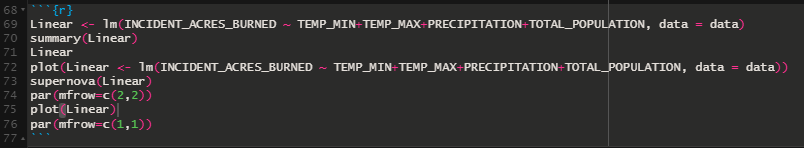 68 ```{r}
69 Linear <- lm(INCIDENT_ACRES_BURNED ~ TEMP_MIN+TEMP_MAX+PRECIPITATION+TOTAL_POPULATION, data = data)
70 summary(Linear)
71 Linear
72 plot(Linear <- lm(INCIDENT_ACRES_BURNED ~ TEMP_MIN+TEMP_MAX+PRECIPITATION+TOTAL_POPULATION, data = data))
73 supernova(Linear)
74 par(mfrow=c(2,2))
75 plot(Linear)
76 par(mfrow=c(1,1))
77 ```